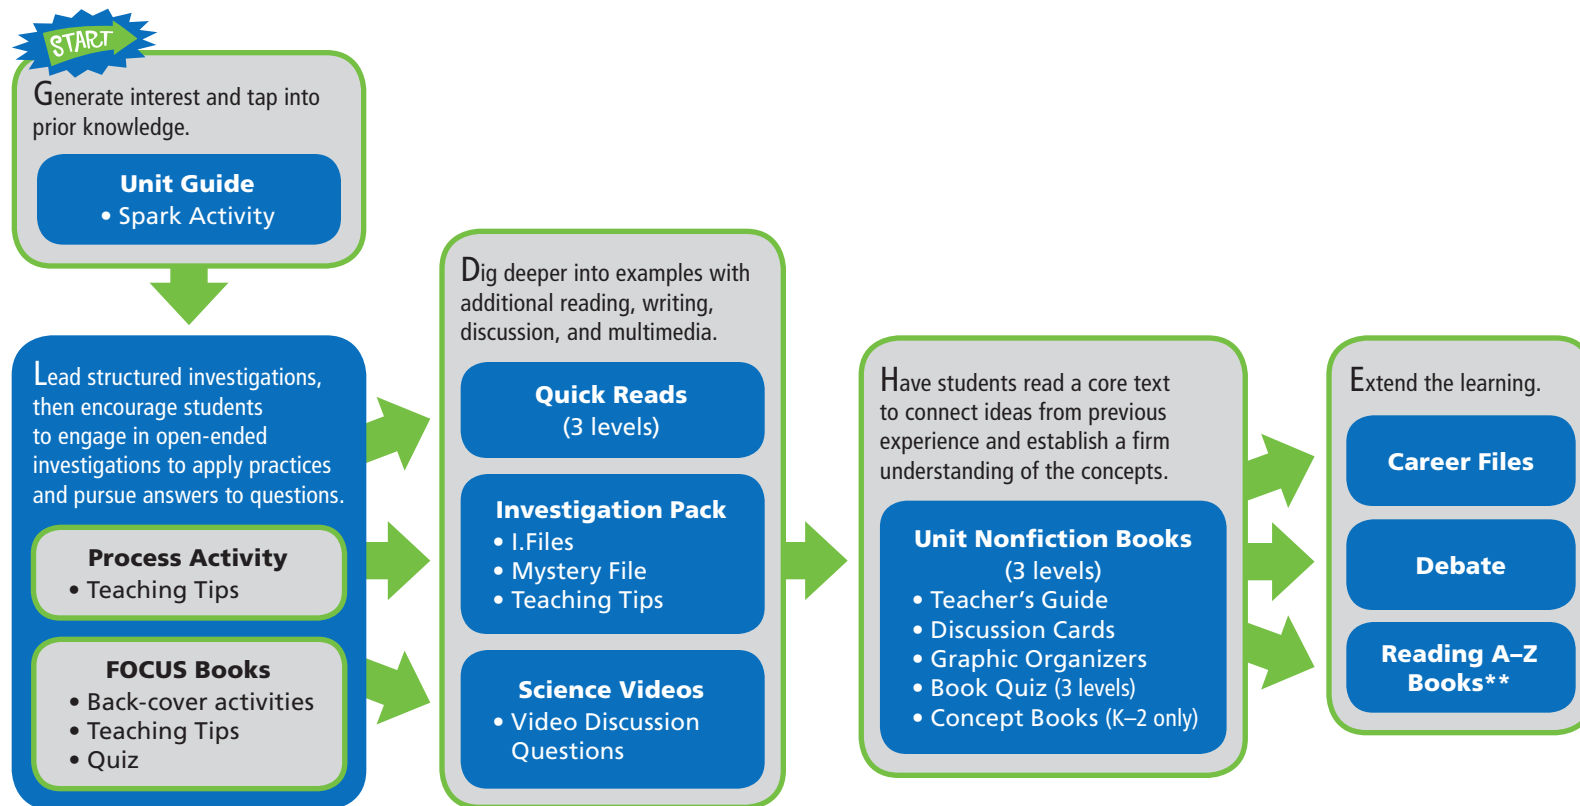 START
Generate interest and tap into
prior knowledge.
Unit Guide
• Spark Activity
Lead structured investigations,
then encourage students
to engage in open-ended
investigations to apply practices
and pursue answers to questions.
Process Activity
• Teaching Tips
FOCUS Books
• Back-cover activities
• Teaching Tips
• Quiz
Dig deeper into examples with
additional reading, writing,
discussion, and multimedia.
Quick Reads
(3 levels)
Investigation Pack
• I.Files
• Mystery File
• Teaching Tips
Science Videos
• Video Discussion
Questions
Have students read a core text
to connect ideas from previous
experience and establish a firm
understanding of the concepts.
Unit Nonfiction Books
(3 levels)
• Teacher’s Guide
• Discussion Cards
• Graphic Organizers
• Book Quiz (3 levels)
• Concept Books (K–2 only)
Extend the learning.
Career Files
Debate
Reading A–Z
Books**